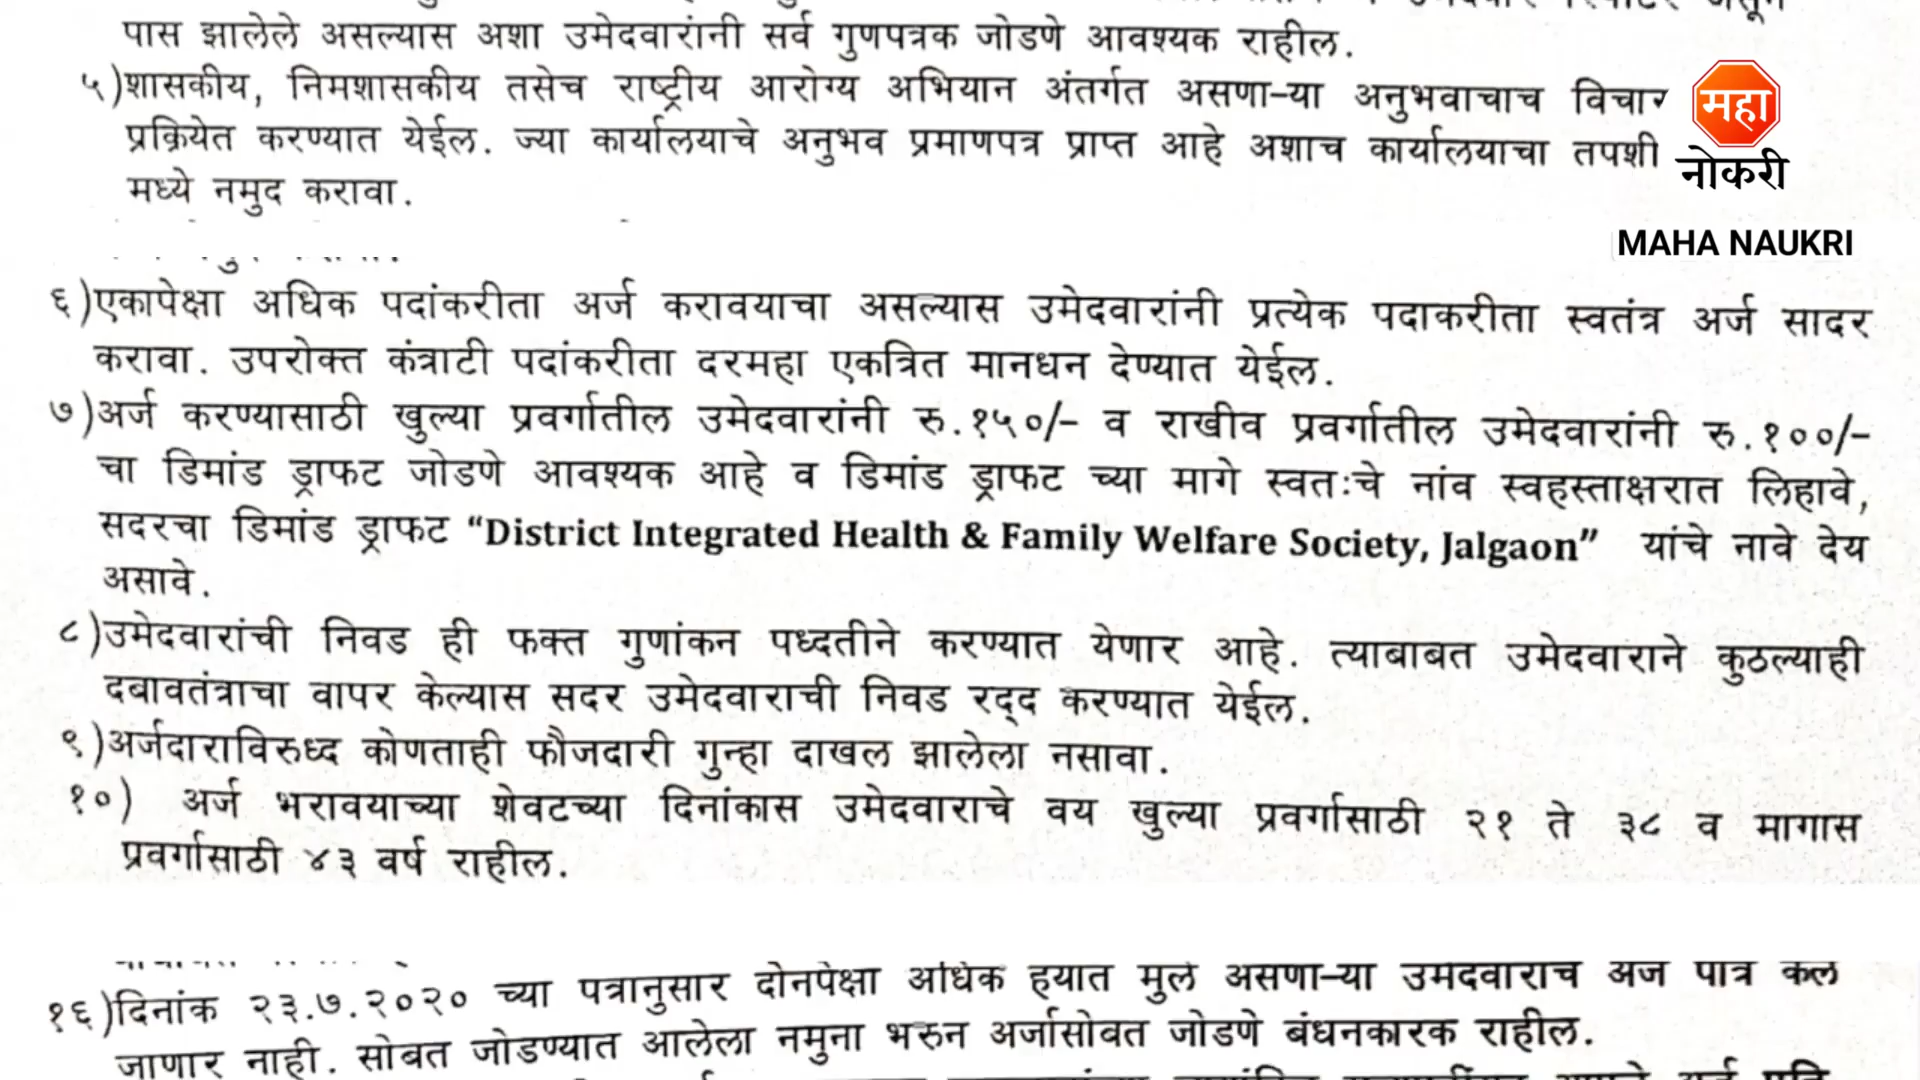 पास झालेले असल्यास अशा उमेदवारांनी सर्व गुणपत्रक जोडणे आवश्यक राहील.
५)शासकीय, निमशासकीय तसेच राष्ट्रीय आरोग्य अभियान अंतर्गत असणा-या अनुभवाचाच विचार
प्रक्रियेत करण्यात येईल. ज्या कार्यालयाचे अनुभव प्रमाणपत्र प्राप्त आहे अशाच कार्यालयाचा तपशी
मध्ये नमुद करावा.
महा
नोकरी
MAHA NAUKRI
६)एकापेक्षा अधिक पदांकरीता अर्ज करावयाचा असल्यास उमेदवारांनी प्रत्येक पदाकरीता स्वतंत्र अर्ज सादर
करावा. उपरोक्त कंत्राटी पदांकरीता दरमहा एकत्रित मानधन देण्यात येईल.
७)अर्ज करण्यासाठी खुल्या प्रवर्गातील उमेदवारांनी रु.१५०/- व राखीव प्रवर्गातील उमेदवारांनी रु.१००/-
चा डिमांड ड्राफट जोडणे आवश्यक आहे व डिमांड ड्राफट च्या मागे स्वतःचे नांव स्वहस्ताक्षरात लिहावे,
सदरचा डिमांड ड्राफट “District Integrated Health & Family Welfare Society, Jalgaon” यांचे नावे देय
असावे.
८)उमेदवारांची निवड ही फक्त गुणांकन पध्दतीने करण्यात येणार आहे. त्याबाबत उमेदवाराने कुठल्याही
दबावतंत्राचा वापर केल्यास सदर उमेदवाराची निवड रद्द करण्यात येईल.
९)अर्जदाराविरुध्द कोणताही फौजदारी गुन्हा दाखल झालेला नसावा.
१०) अर्ज भरावयाच्या शेवटच्या दिनांकास उमेदवाराचे वय खुल्या प्रवर्गासाठी २१ ते ३८ व मागास
प्रवर्गासाठी ४३ वर्ष राहील.
१६)दिनांक २३.७.२०२० च्या पत्रानुसार दोनपेक्षा अधिक हयात मुले असणा-या उमेदवाराचे अर्ज पात्र केले
जाणार नाही. सोबत जोडण्यात आलेला नमुना भरुन अर्जासोवत जोडणे बंधनकारक राहील.